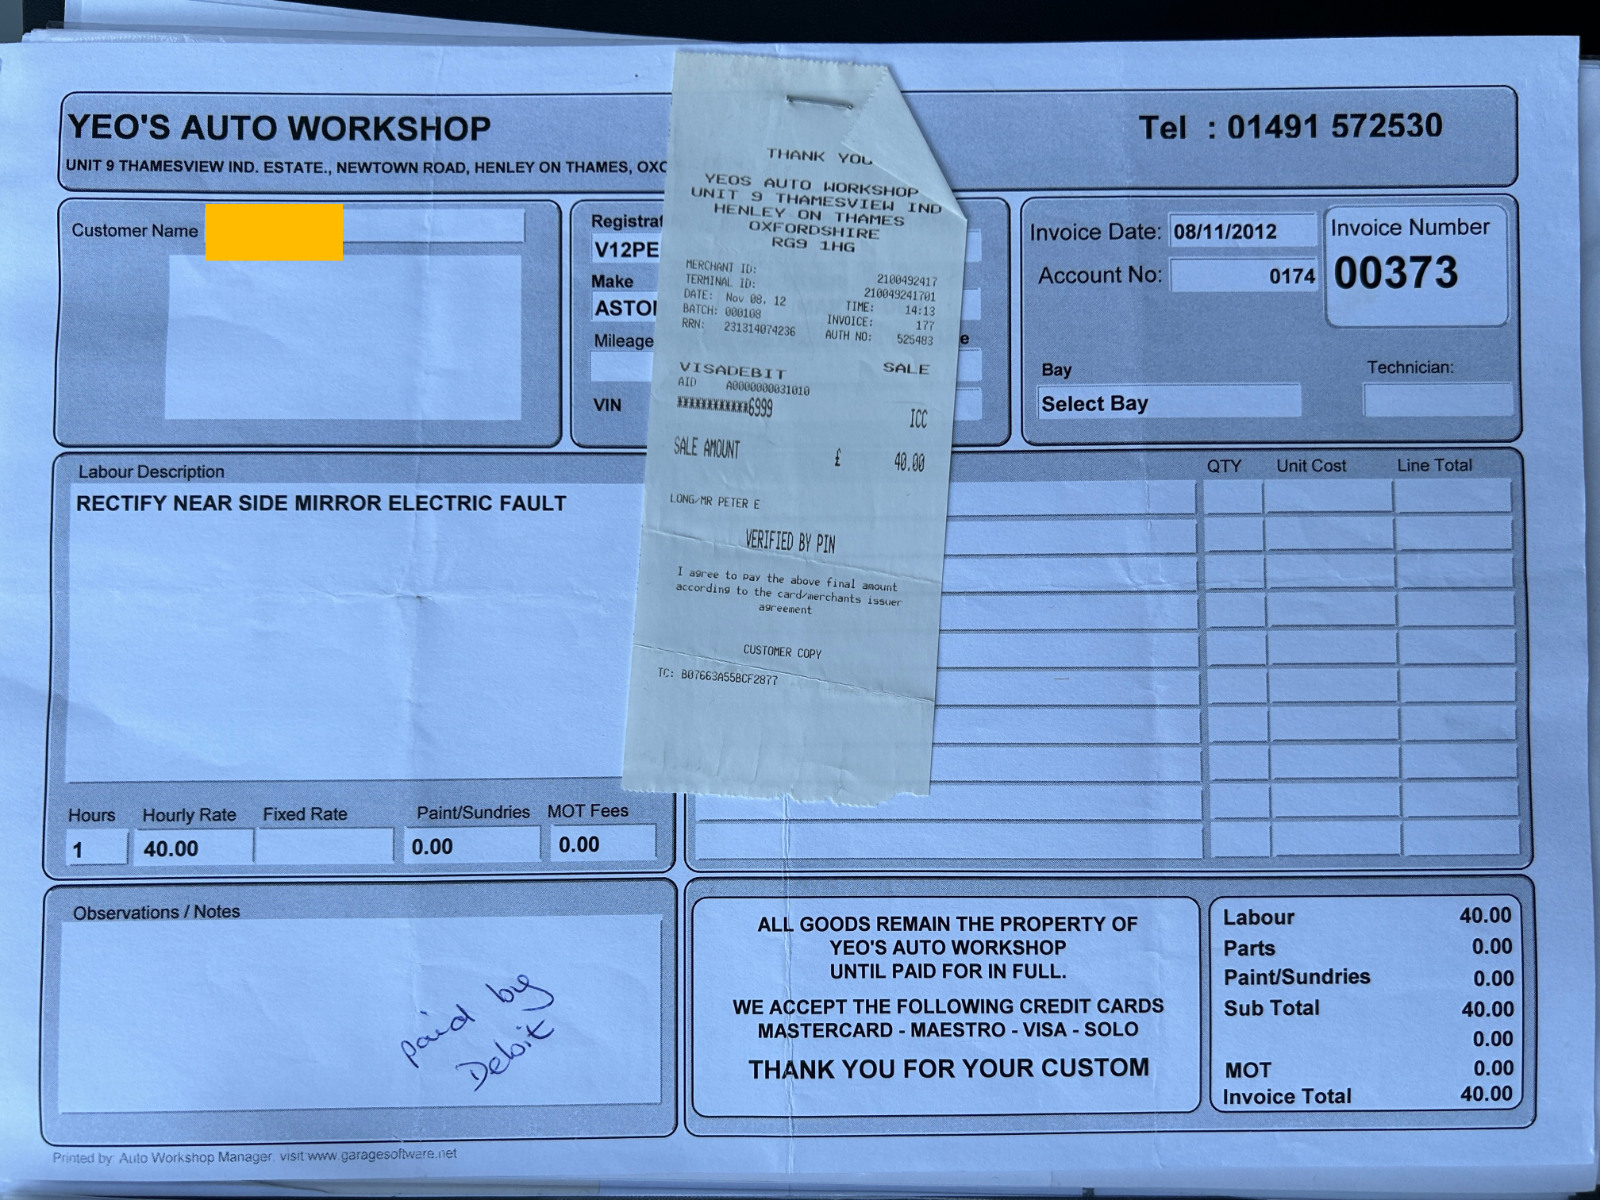 YEO'S AUTO WORKSHOP
Tel : 01491 572530
UNIT 9 THAMESVIEW IND. ESTATE., NEWTOWN ROAD, HENLEY ON THAMES, OXO
Customer Name
Registrat
V12PE
Make
ASTO
Mileage
VIN
e
Invoice Date: 08/11/2012
Account No: 0174
Invoice Number
00373
Bay
Select Bay
Technician:
THANK YOU
YEOS AUTO WORKSHOP
UNIT 9 THAMESVIEW IND
HENLEY ON THAMES
OXFORDSHIRE
RG9 1HG
MERCHANT ID: 2100492417
TERMINAL ID: 210049241701
DATE: Nov 08, 12 TIME: 14:13
BATCH: 000108 INVOICE: 177
RRN: 231314074236 AUTH NO: 525483
VISADEBIT SALE
AID A0000000031010
************6999
ICC
SALE AMOUNT £ 40.00
LONG/MR PETER E
VERIFIED BY PIN
I agree to pay the above final amount
according to the card/merchants issuer
agreement
CUSTOMER COPY
TC: B07663A55BCF2877
Labour Description
RECTIFY NEAR SIDE MIRROR ELECTRIC FAULT
QTY Unit Cost Line Total
Hours Hourly Rate Fixed Rate Paint/Sundries MOT Fees
1 40.00 0.00 0.00
Observations / Notes
Paid by
Debit
ALL GOODS REMAIN THE PROPERTY OF
YEO'S AUTO WORKSHOP
UNTIL PAID FOR IN FULL.
WE ACCEPT THE FOLLOWING CREDIT CARDS
MASTERCARD - MAESTRO - VISA - SOLO
THANK YOU FOR YOUR CUSTOM
Labour 40.00
Parts 0.00
Paint/Sundries 0.00
Sub Total 40.00
0.00
MOT 0.00
Invoice Total 40.00
Printed by: Auto Workshop Manager. visit www.garagesoftware.net